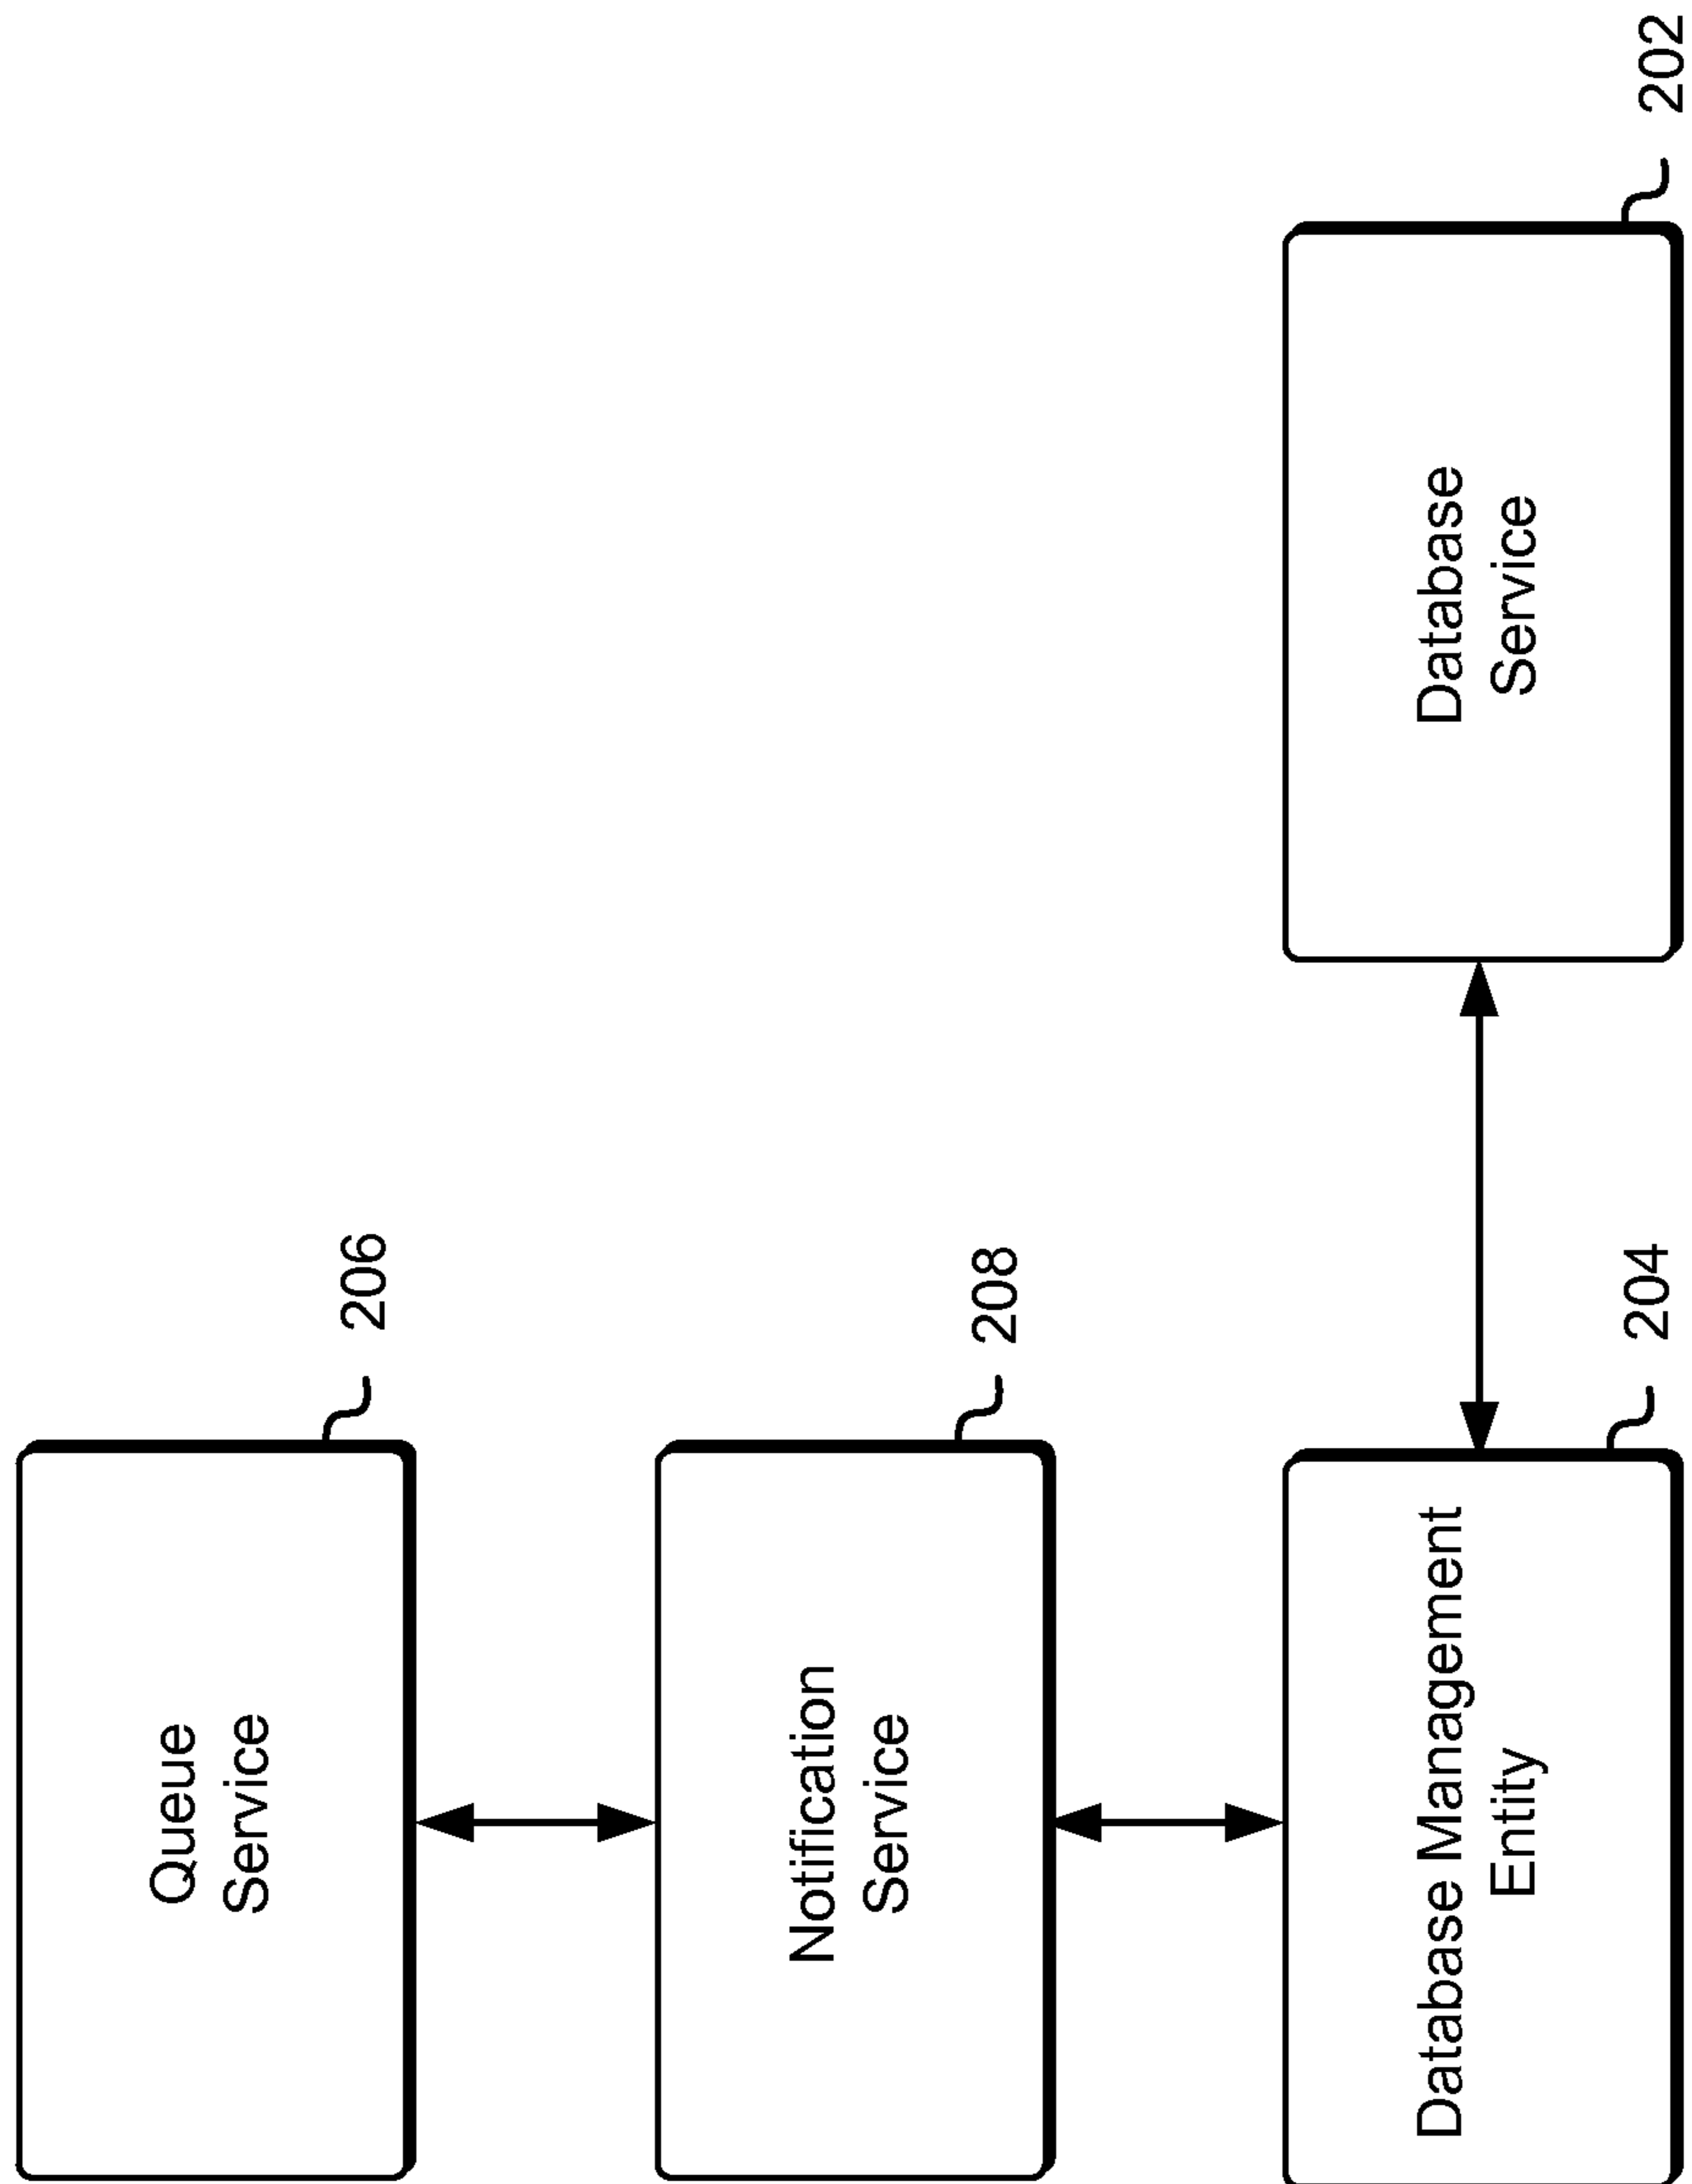 Queue
Service
206
Notification
Service
208
Database Management
Entity
204
Database
Service
202